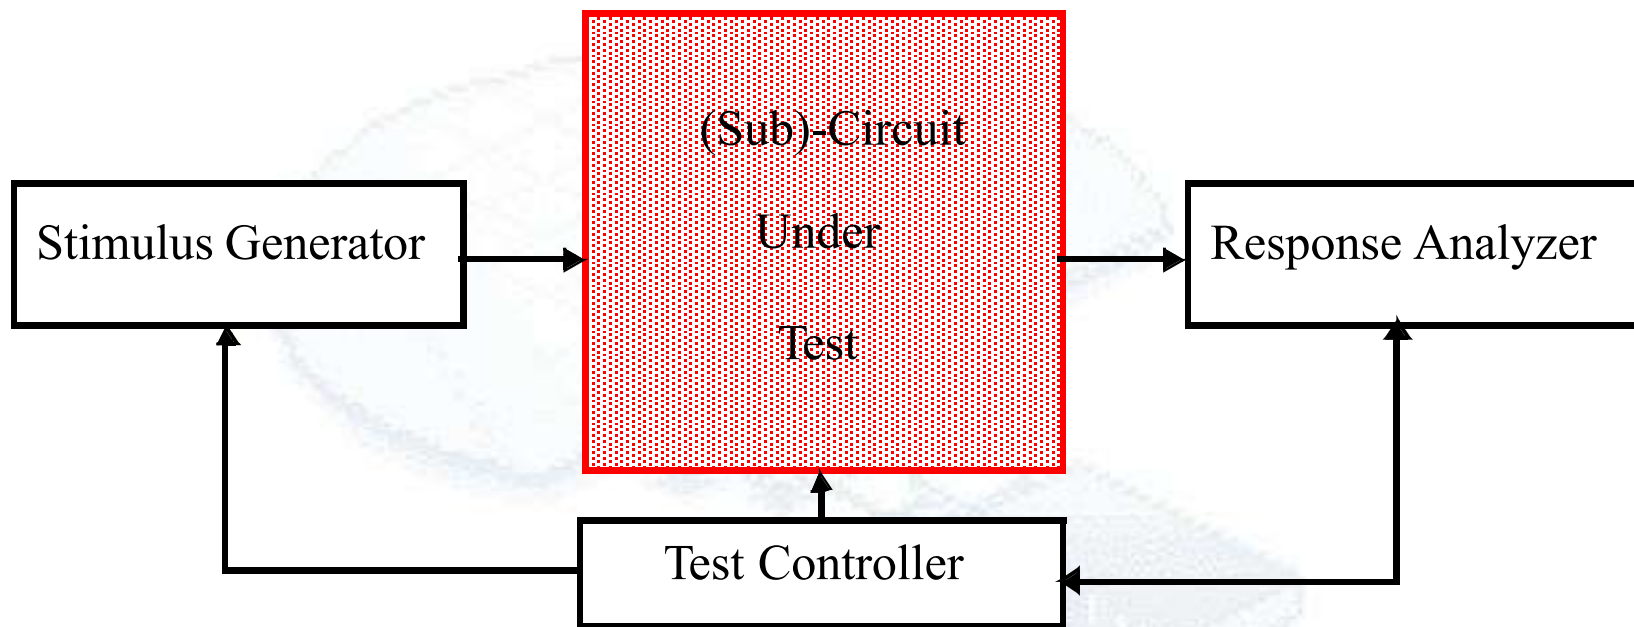 (Sub)-Circuit
Under
Test
Stimulus Generator
Response Analyzer
Test Controller